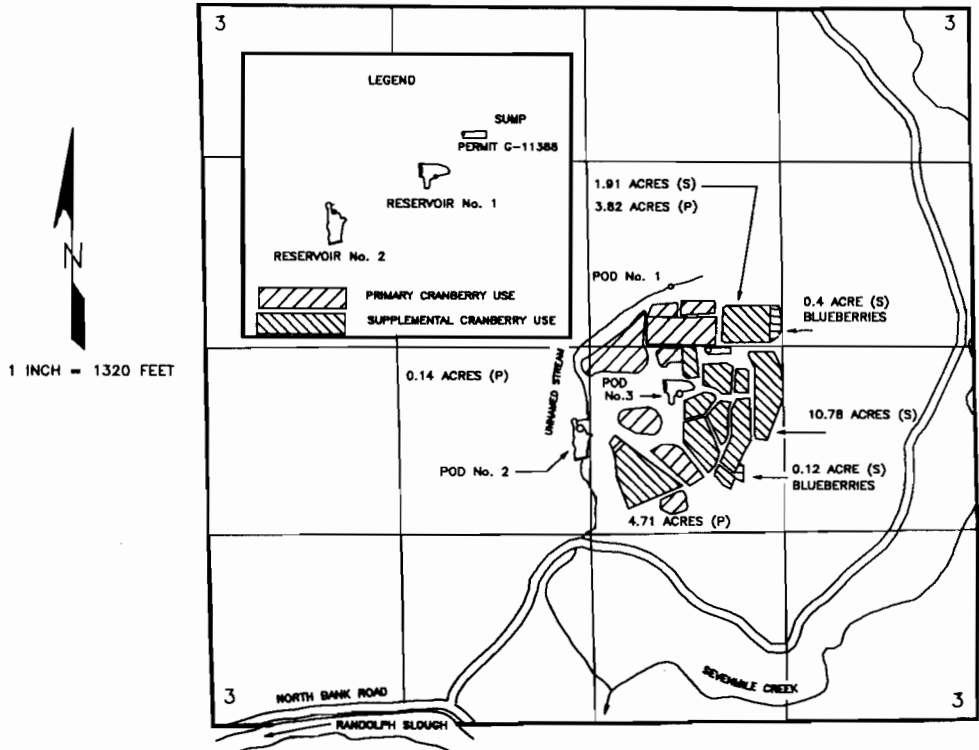 3
3
LEGEND
SUMP
PERMIT G-11388
RESERVOIR No. 1
RESERVOIR No. 2
PRIMARY CRANBERRY USE
SUPPLEMENTAL CRANBERRY USE
N
1 INCH = 1320 FEET
1.91 ACRES (S)
3.82 ACRES (P)
POD No. 1
0.4 ACRE (S)
BLUEBERRIES
0.14 ACRES (P)
UNNAMED STREAM
POD
No.3
10.78 ACRES (S)
POD No. 2
0.12 ACRE (S)
BLUEBERRIES
4.71 ACRES (P)
SEVENMILE CREEK
3
NORTH BANK ROAD
3
RANDOLPH SLOUGH